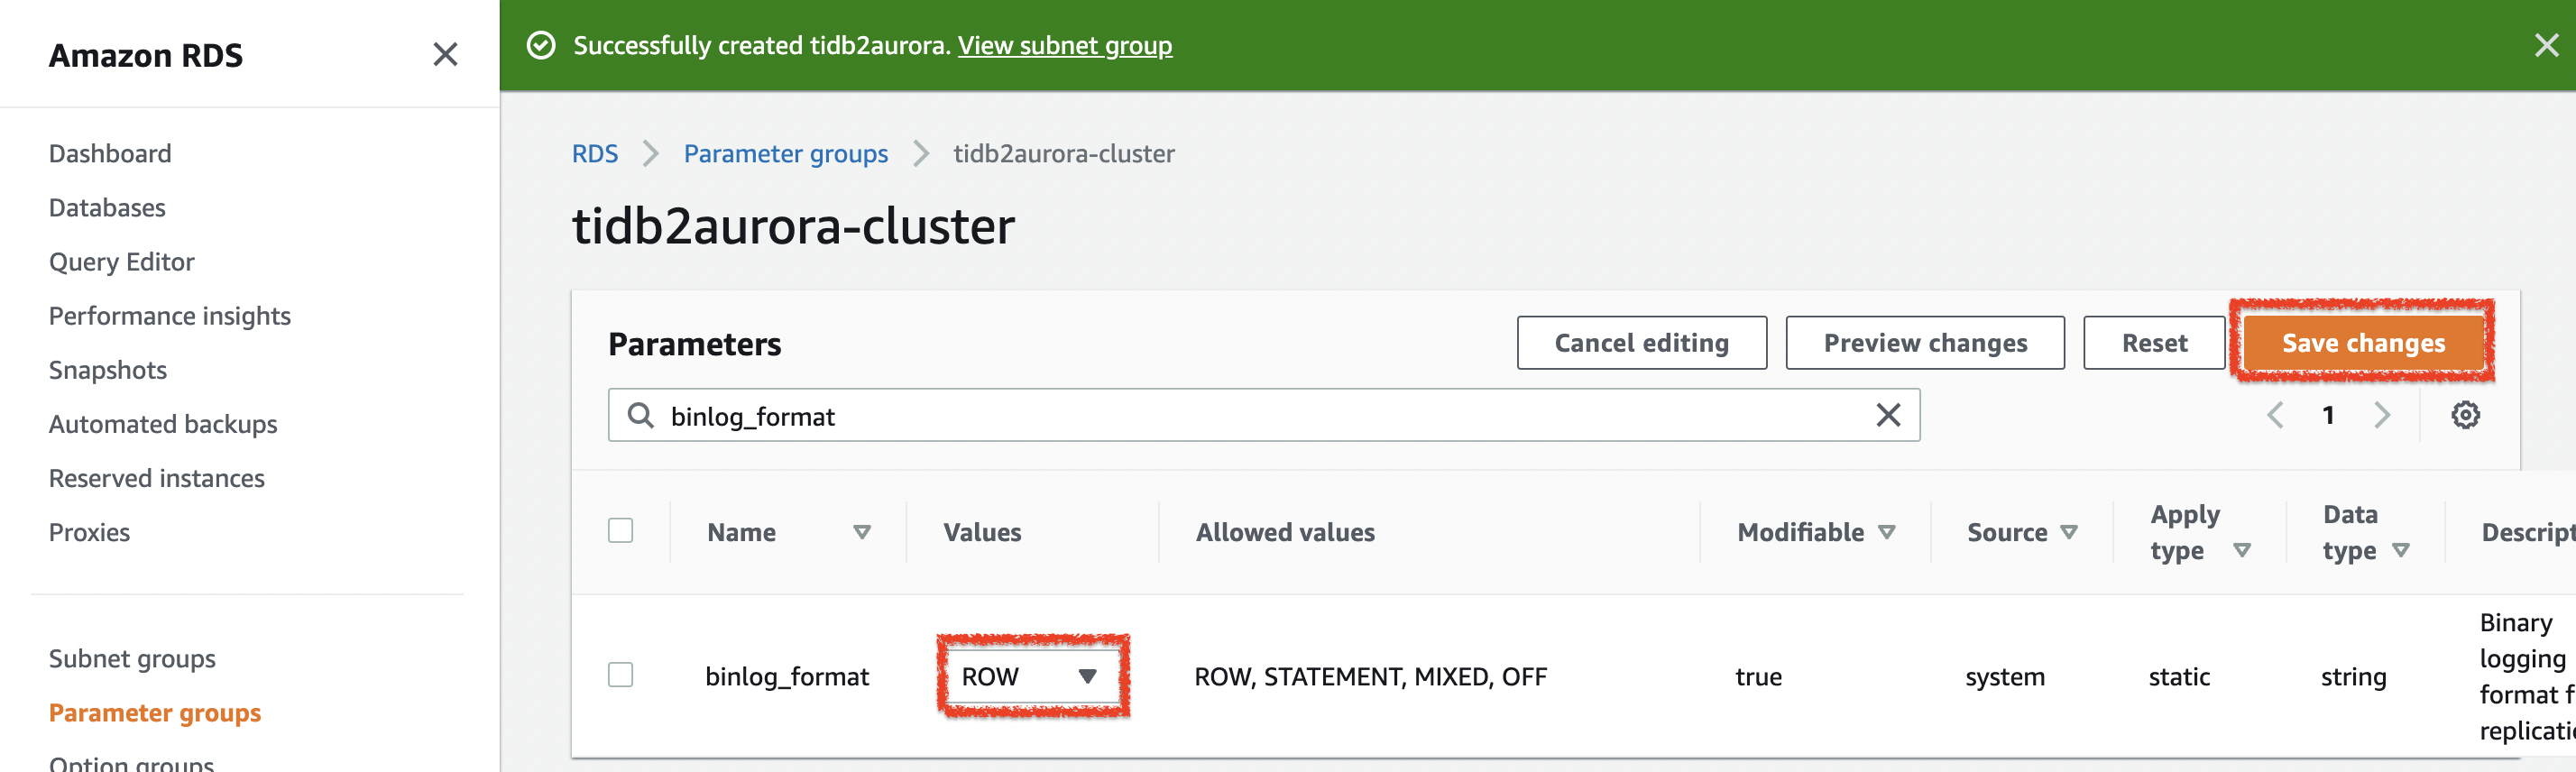 Amazon RDS
Dashboard
Databases
Query Editor
Performance insights
Snapshots
Automated backups
Reserved instances
Proxies
Subnet groups
Parameter groups
Option groups
Successfully created tidb2aurora. View subnet group
RDS
Parameter groups
tidb2aurora-cluster
tidb2aurora-cluster
Parameters
Cancel editing
Preview changes
Reset
Save changes
binlog_format
1
Name
Values
Allowed values
Modifiable
Source
Apply
type
Data
type
Descript
binlog_format
ROW
ROW, STATEMENT, MIXED, OFF
true
system
static
string
Binary
logging
format f
replicati